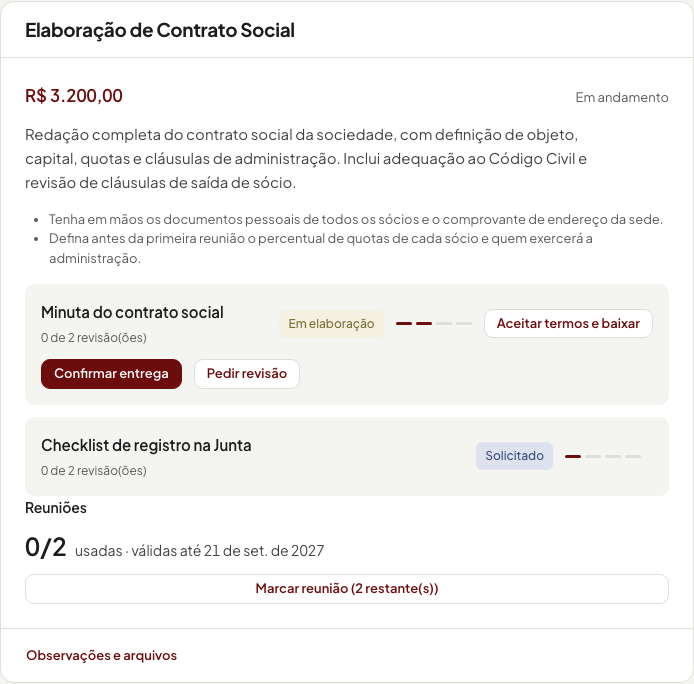 Elaboração de Contrato Social
R$ 3.200,00
Em andamento
Redação completa do contrato social da sociedade, com definição de objeto,
capital, quotas e cláusulas de administração. Inclui adequação ao Código Civil e
revisão de cláusulas de saída de sócio.
• Tenha em mãos os documentos pessoais de todos os sócios e o comprovante de endereço da sede.
• Defina antes da primeira reunião o percentual de quotas de cada sócio e quem exercerá a
administração.
Minuta do contrato social
0 de 2 revisão(ões)
Em elaboração
Aceitar termos e baixar
Confirmar entrega
Pedir revisão
Checklist de registro na Junta
0 de 2 revisão(ões)
Solicitado
Reuniões
0/2 usadas · válidas até 21 de set. de 2027
Marcar reunião (2 restante(s))
Observações e arquivos